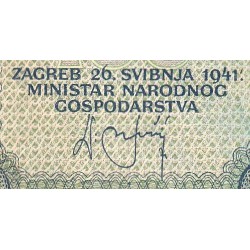 ZAGREB 26. SVIBNJA 1941
MINISTAR NARODNOG
GOSPODARSTVA